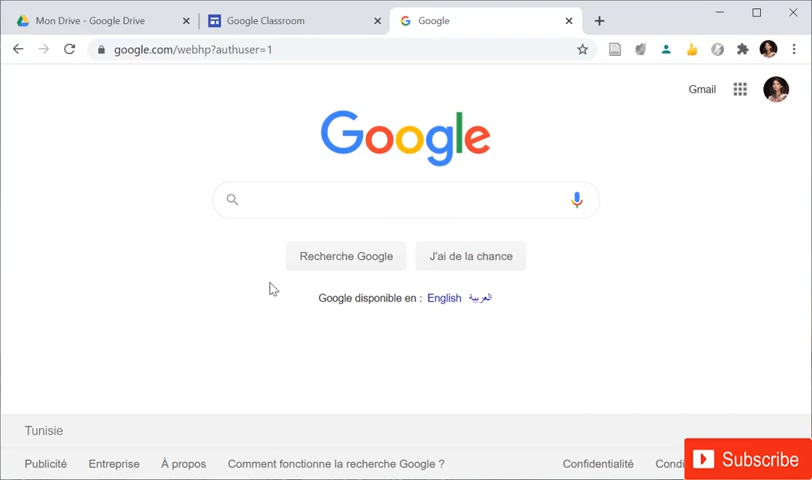 Mon Drive - Google Drive
Google Classroom
Google
google.com/webhp?authuser=1
Gmail
Google
Recherche Google
J'ai de la chance
Google disponible en : English العربية
Tunisie
Publicité Entreprise À propos Comment fonctionne la recherche Google ? Confidentialité Condi
Subscribe